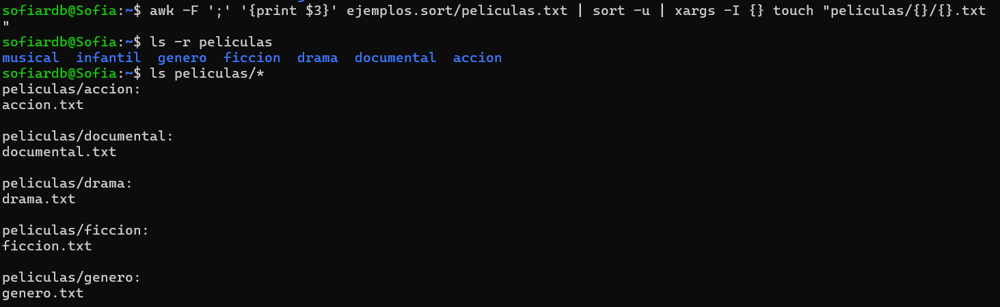 sofiardb@Sofia:~$ awk -F ';' '{print $3}' ejemplos.sort/peliculas.txt | sort -u | xargs -I {} touch "peliculas/{}/{}.txt
"
sofiardb@Sofia:~$ ls -r peliculas
musical  infantil  genero  ficcion  drama  documental  accion
sofiardb@Sofia:~$ ls peliculas/*
peliculas/accion:
accion.txt

peliculas/documental:
documental.txt

peliculas/drama:
drama.txt

peliculas/ficcion:
ficcion.txt

peliculas/genero:
genero.txt